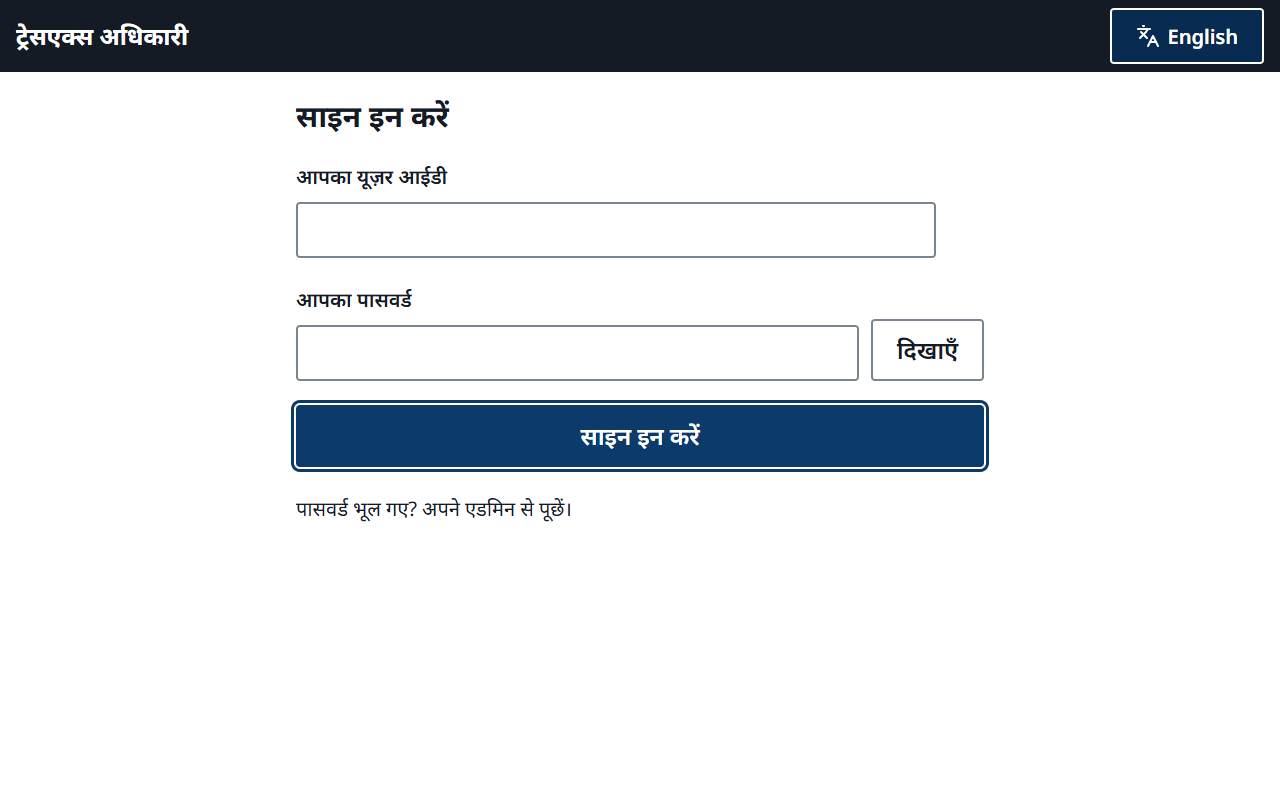 ट्रेसएक्स अधिकारी
English
साइन इन करें
आपका यूज़र आईडी
आपका पासवर्ड
दिखाएँ
साइन इन करें
पासवर्ड भूल गए? अपने एडमिन से पूछें।